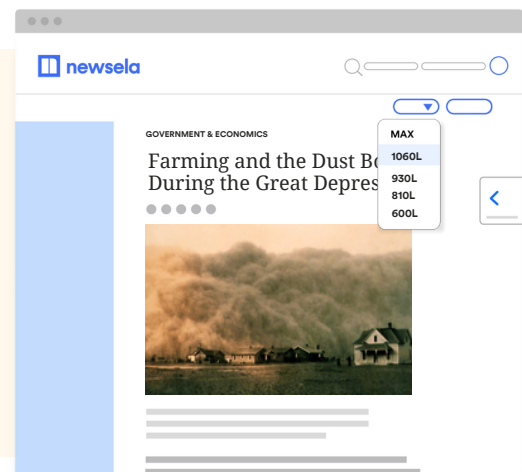 newsela
GOVERNMENT & ECONOMICS
Farming and the Dust Bo
During the Great Depres
MAX
1060L
930L
810L
600L